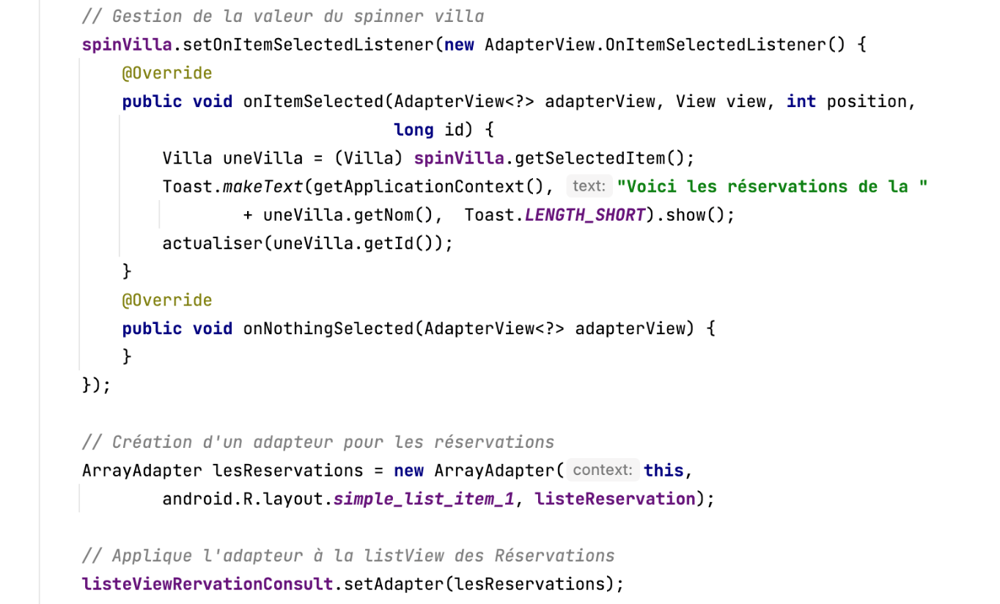 // Gestion de la valeur du spinner villa
spinVilla.setOnItemSelectedListener(new AdapterView.OnItemSelectedListener() {
@Override
public void onItemSelected(AdapterView<?> adapterView, View view, int position,
long id) {
Villa uneVilla = (Villa) spinVilla.getSelectedItem();
Toast.makeText(getApplicationContext(), text: "Voici les réservations de la "
+ uneVilla.getNom(), Toast.LENGTH_SHORT).show();
actualiser(uneVilla.getId());
}
@Override
public void onNothingSelected(AdapterView<?> adapterView) {
}
});
// Création d'un adapteur pour les réservations
ArrayAdapter lesReservations = new ArrayAdapter( context: this,
android.R.layout.simple_list_item_1, listeReservation);
// Applique l'adapteur à la listView des Réservations
listeViewRervationConsult.setAdapter(lesReservations);